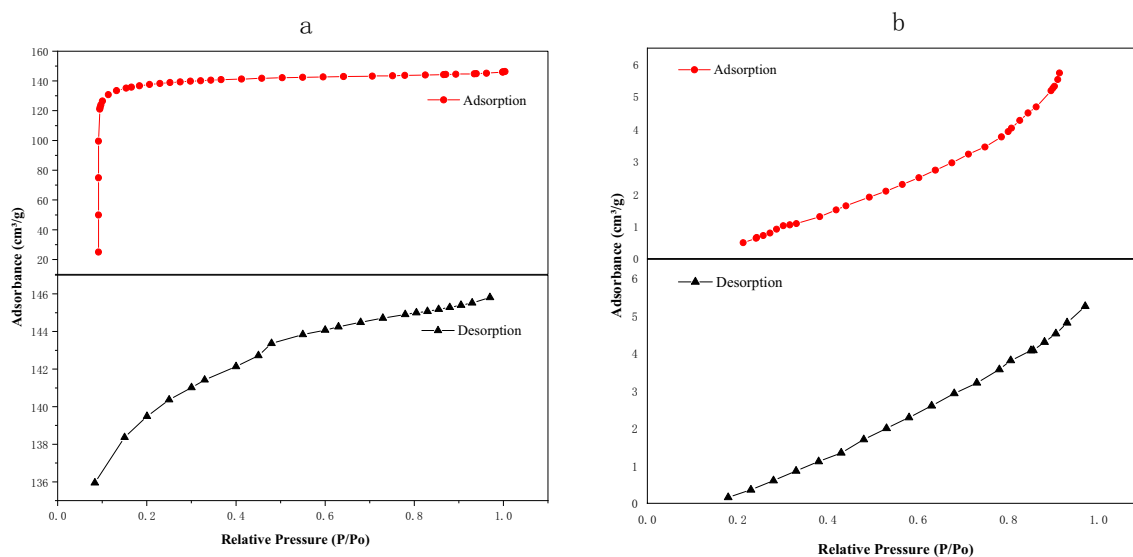 a
160
140
120
100
80
60
40
20
Adsorption
146
144
142
140
138
136
Desorption
0.0 0.2 0.4 0.6 0.8 1.0
Adsorbance (cm³/g)
Relative Pressure (P/Po)
b
6
5
4
3
2
1
0
Adsorption
6
5
4
3
2
1
0
Desorption
0.0 0.2 0.4 0.6 0.8 1.0
Adsorbance (cm³/g)
Relative Pressure (P/Po)